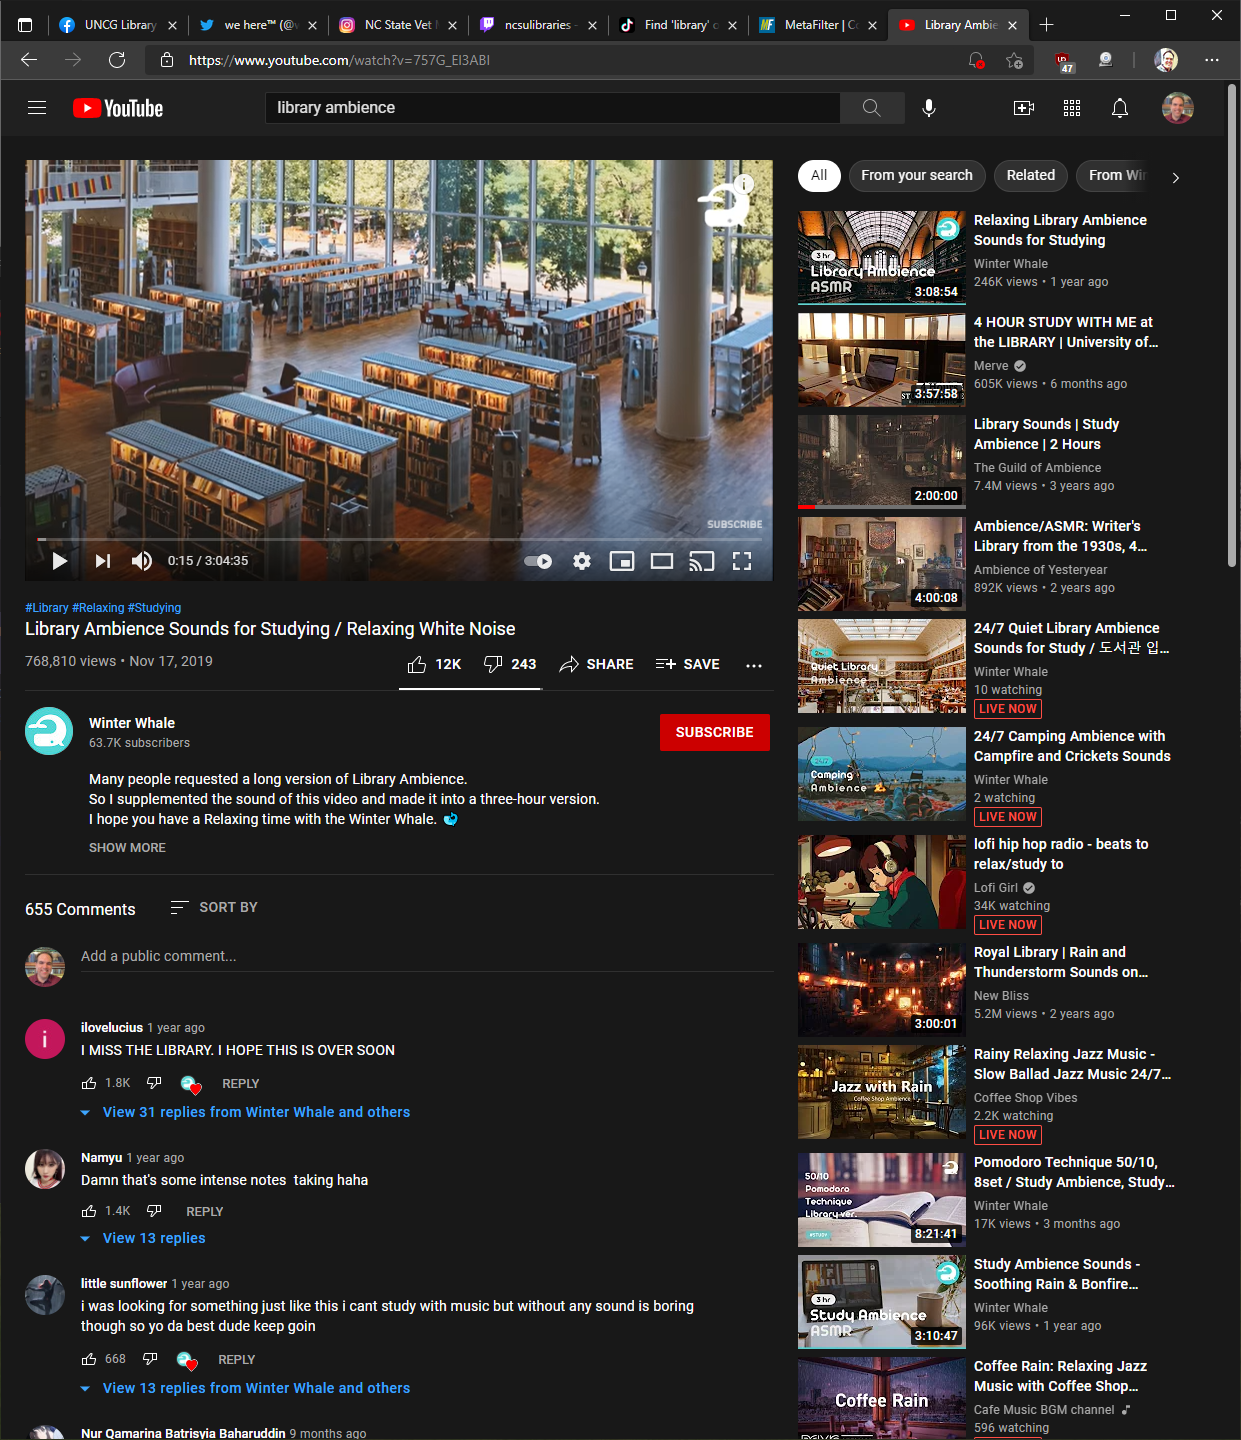 UNCG Library
we here™ (@v
NC State Vet M
ncsulibraries -
Find 'library' o
MetaFilter | Co
Library Ambie
https://www.youtube.com/watch?v=757G_EI3ABI
47
YouTube
library ambience
SUBSCRIBE
0:15 / 3:04:35
#Library #Relaxing #Studying
Library Ambience Sounds for Studying / Relaxing White Noise
768,810 views • Nov 17, 2019
12K
243
SHARE
SAVE
Winter Whale
63.7K subscribers
SUBSCRIBE
Many people requested a long version of Library Ambience.
So I supplemented the sound of this video and made it into a three-hour version.
I hope you have a Relaxing time with the Winter Whale.
SHOW MORE
655 Comments
SORT BY
Add a public comment...
i
ilovelucius 1 year ago
I MISS THE LIBRARY. I HOPE THIS IS OVER SOON
1.8K
REPLY
View 31 replies from Winter Whale and others
Namyu 1 year ago
Damn that's some intense notes taking haha
1.4K
REPLY
View 13 replies
little sunflower 1 year ago
i was looking for something just like this i cant study with music but without any sound is boring
though so yo da best dude keep goin
668
REPLY
View 13 replies from Winter Whale and others
Nur Qamarina Batrisyia Baharuddin 9 months ago
All
From your search
Related
From Win
3 hr
Library Ambience
ASMR
3:08:54
Relaxing Library Ambience
Sounds for Studying
Winter Whale
246K views • 1 year ago
3:57:58
4 HOUR STUDY WITH ME at
the LIBRARY | University of...
Merve
605K views • 6 months ago
2:00:00
Library Sounds | Study
Ambience | 2 Hours
The Guild of Ambience
7.4M views • 3 years ago
4:00:08
Ambience/ASMR: Writer's
Library from the 1930s, 4...
Ambience of Yesteryear
892K views • 2 years ago
24/7
Quiet Library
Ambience
24/7 Quiet Library Ambience
Sounds for Study / 도서관 입...
Winter Whale
10 watching
LIVE NOW
24/7
Camping
Ambience
24/7 Camping Ambience with
Campfire and Crickets Sounds
Winter Whale
2 watching
LIVE NOW
lofi hip hop radio - beats to
relax/study to
Lofi Girl
34K watching
LIVE NOW
3:00:01
Royal Library | Rain and
Thunderstorm Sounds on...
New Bliss
5.2M views • 2 years ago
Jazz with Rain
Coffee Shop Ambience
Rainy Relaxing Jazz Music -
Slow Ballad Jazz Music 24/7...
Coffee Shop Vibes
2.2K watching
LIVE NOW
50/10
Pomodoro
Technique
Library ver.
#STUDY
8:21:41
Pomodoro Technique 50/10,
8set / Study Ambience, Study...
Winter Whale
17K views • 3 months ago
3 hr
Study Ambience
ASMR
3:10:47
Study Ambience Sounds -
Soothing Rain & Bonfire...
Winter Whale
96K views • 1 year ago
Coffee Rain
Coffee Rain: Relaxing Jazz
Music with Coffee Shop...
Cafe Music BGM channel
596 watching